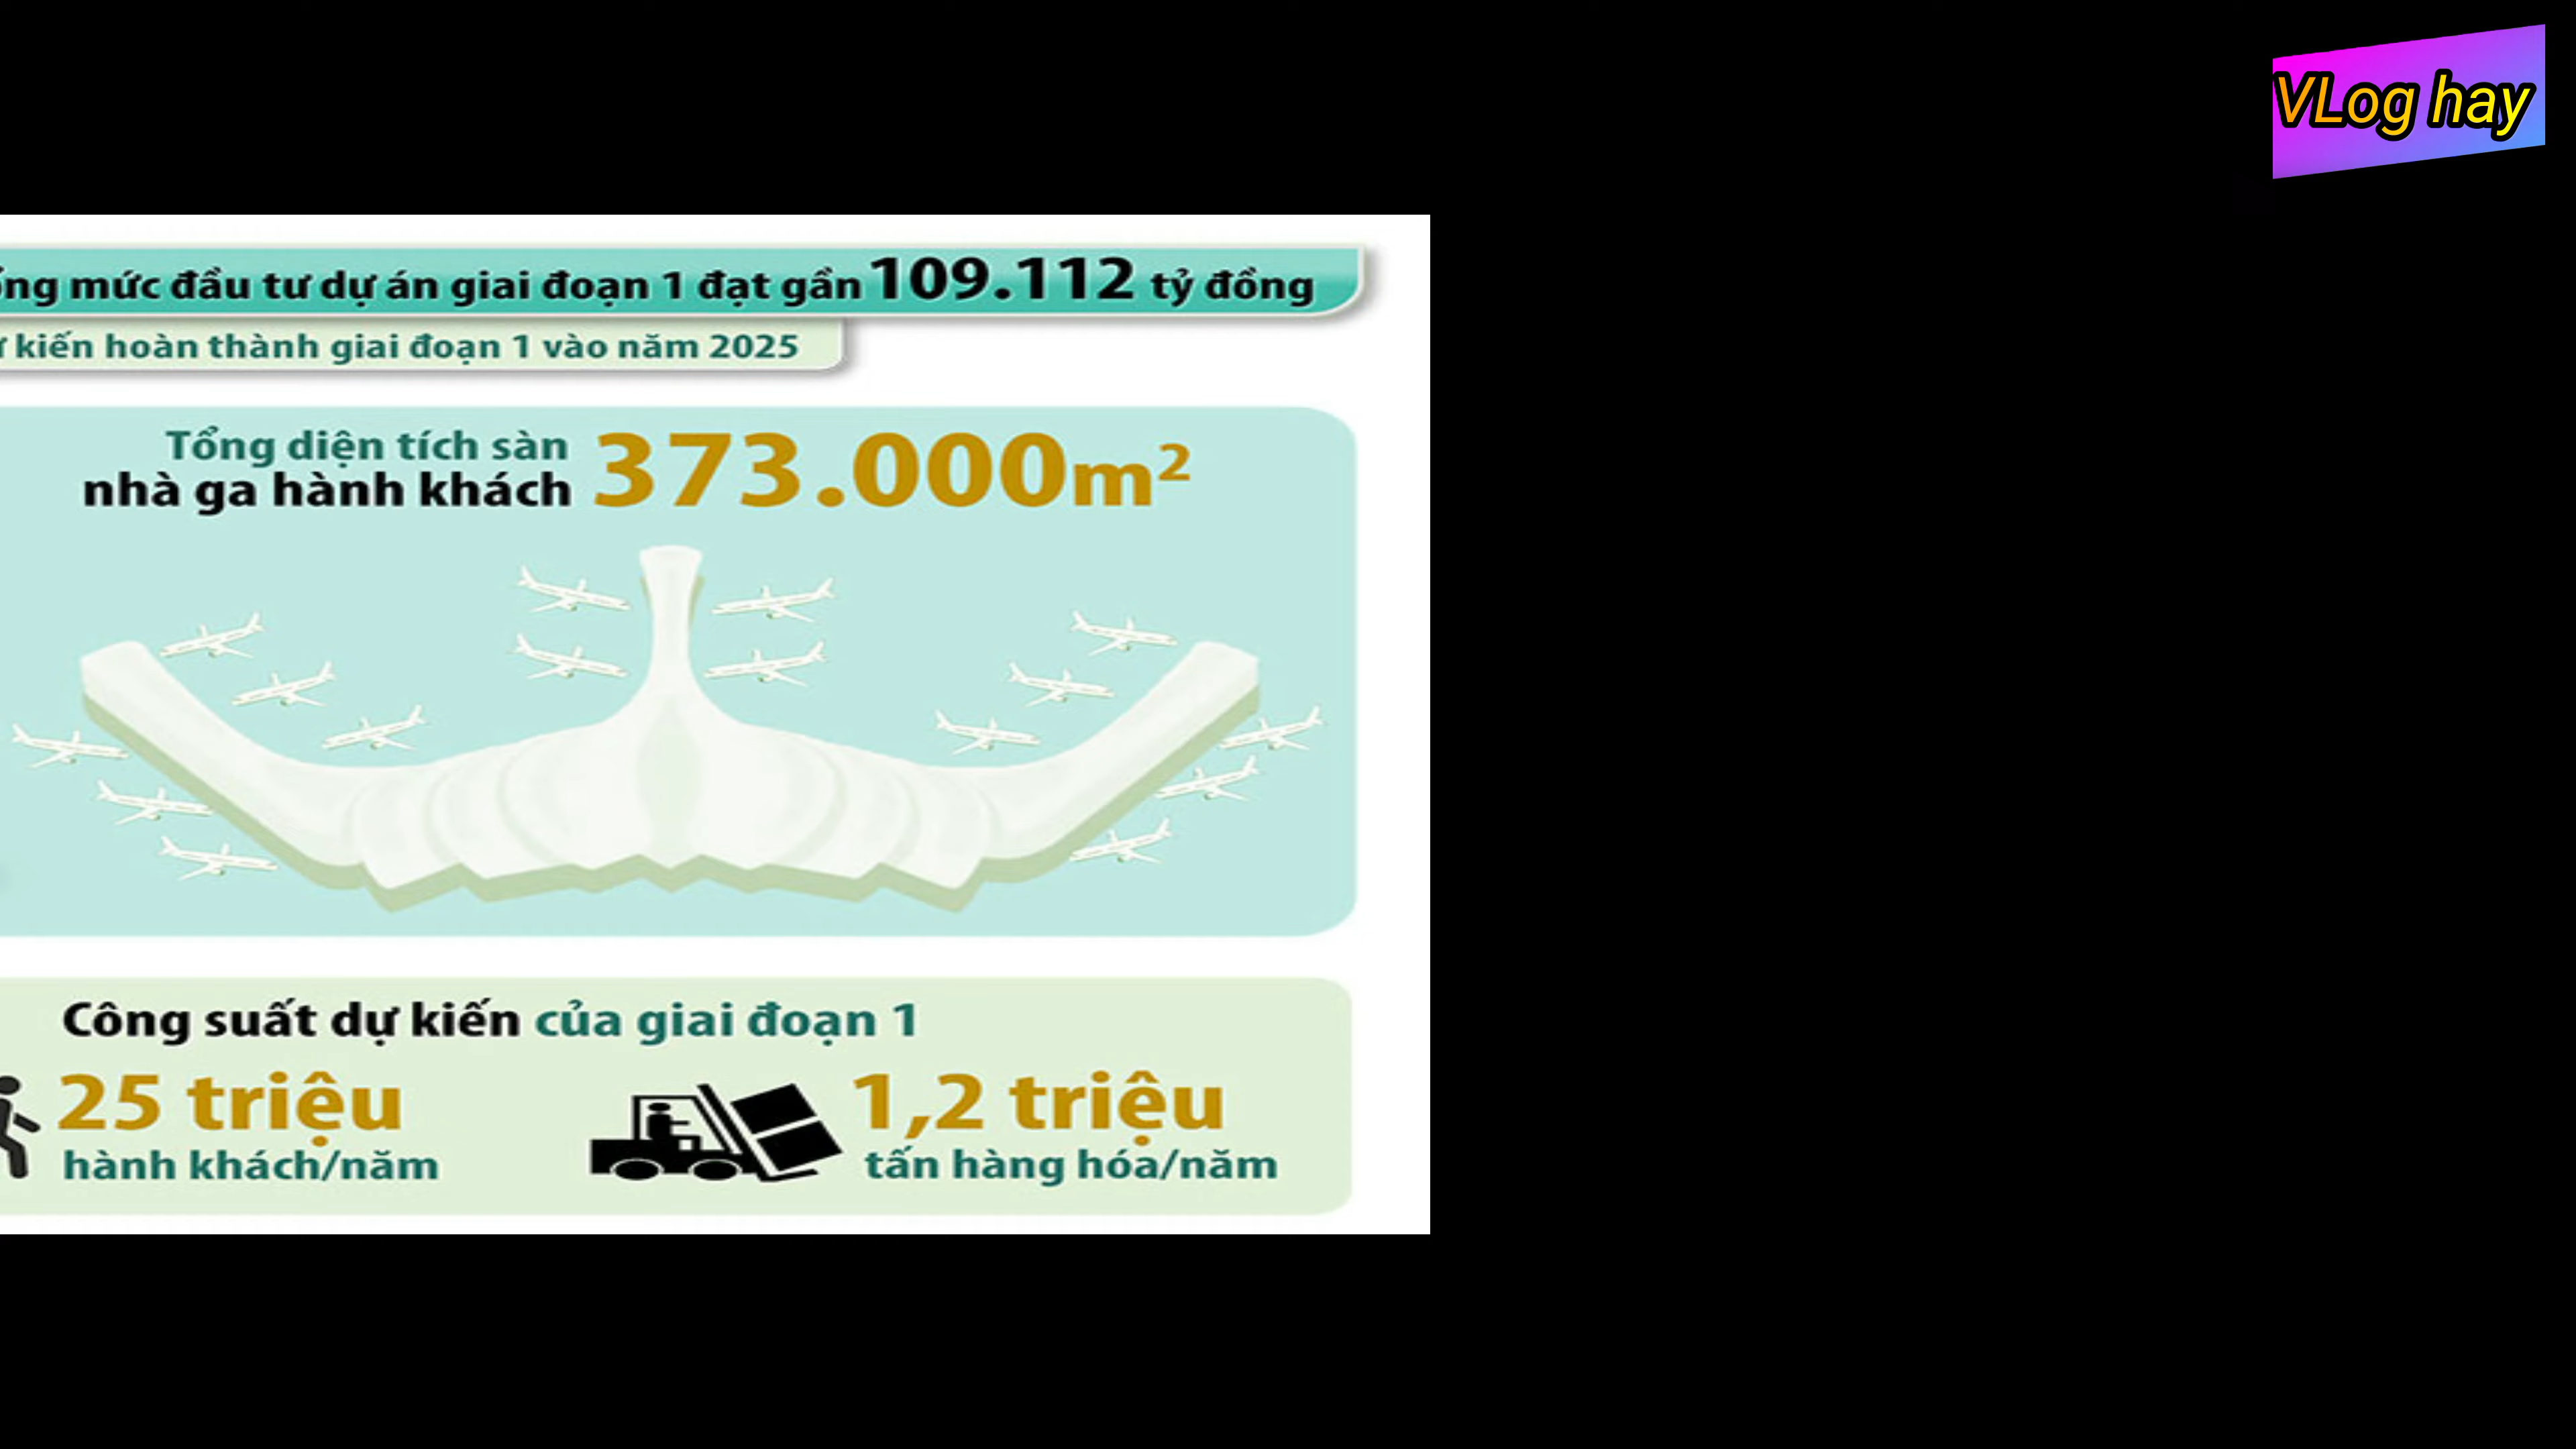 VLog hay
mức đầu tư dự án giai đoạn 1 đạt gần 109.112 tỷ đồng
kiến hoàn thành giai đoạn 1 vào năm 2025
Tổng diện tích sàn
nhà ga hành khách 373.000m²
Công suất dự kiến của giai đoạn 1
25 triệu
hành khách/năm
1,2 triệu
tấn hàng hóa/năm